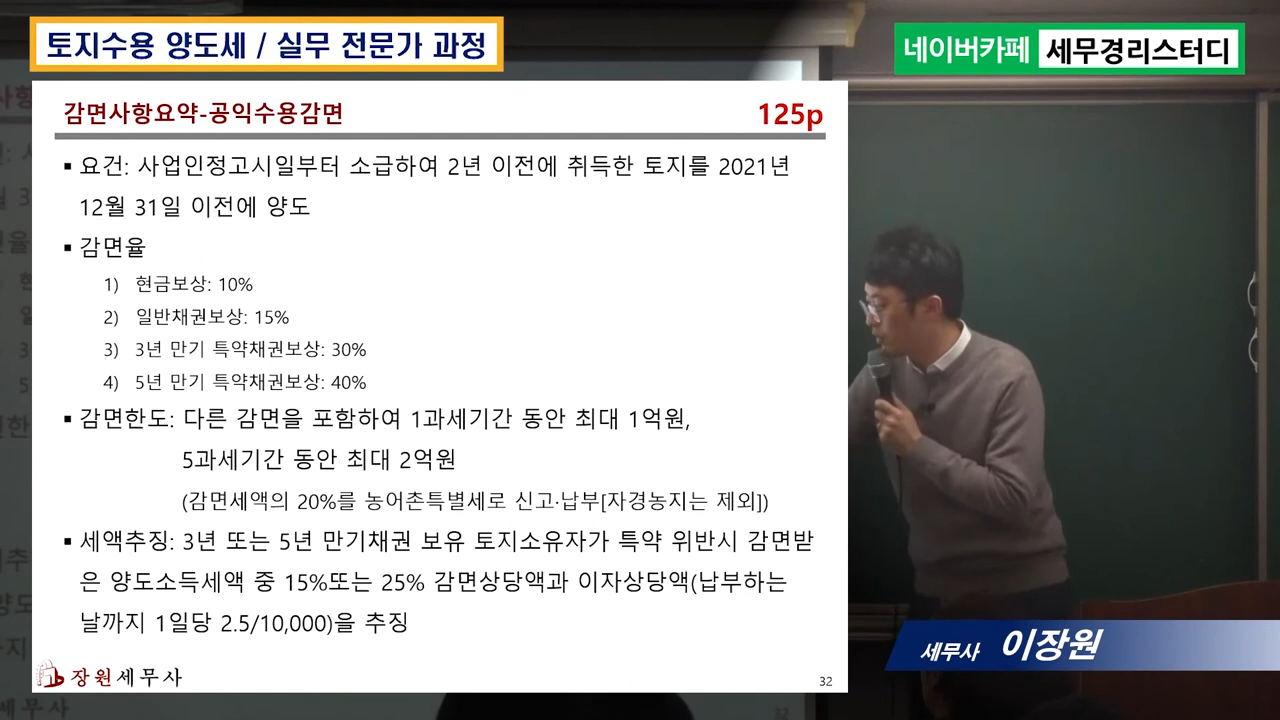 토지수용 양도세 / 실무 전문가 과정
네이버카페 세무경리스터디
감면사항요약-공익수용감면 125p
▪ 요건: 사업인정고시일부터 소급하여 2년 이전에 취득한 토지를 2021년
12월 31일 이전에 양도
▪ 감면율
1) 현금보상: 10%
2) 일반채권보상: 15%
3) 3년 만기 특약채권보상: 30%
4) 5년 만기 특약채권보상: 40%
▪ 감면한도: 다른 감면을 포함하여 1과세기간 동안 최대 1억원,
5과세기간 동안 최대 2억원
(감면세액의 20%를 농어촌특별세로 신고·납부[자경농지는 제외])
▪ 세액추징: 3년 또는 5년 만기채권 보유 토지소유자가 특약 위반시 감면받
은 양도소득세액 중 15%또는 25% 감면상당액과 이자상당액(납부하는
날까지 1일당 2.5/10,000)을 추징
장원세무사
32
세무사 이장원
세무사
32